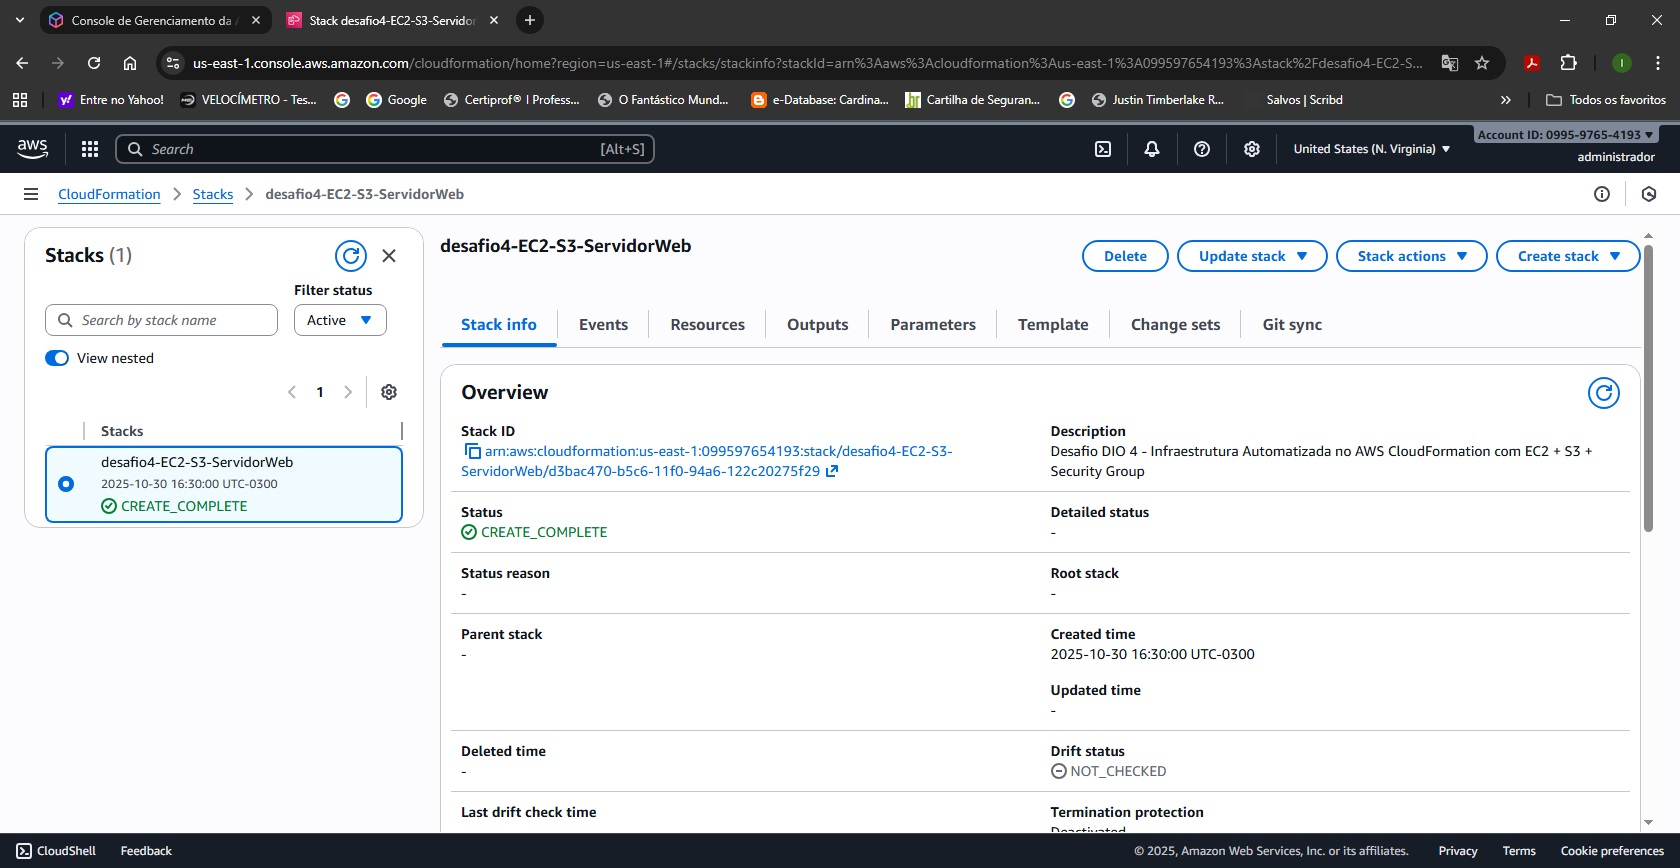 Console de Gerenciamento da
Stack desafio4-EC2-S3-Servidor
us-east-1.console.aws.amazon.com/cloudformation/home?region=us-east-1#/stacks/stackinfo?stackId=arn%3Aaws%3Acloudformation%3Aus-east-1%3A099597654193%3Astack%2Fdesafio4-EC2-S...
I
Entre no Yahoo!
VELOCÍMETRO - Tes...
Google
Certiprof® I Profess...
O Fantástico Mund...
e-Database: Cardina...
Cartilha de Seguran...
Justin Timberlake R...
Salvos | Scribd
Todos os favoritos
aws
Search
[Alt+S]
United States (N. Virginia)
Account ID: 0995-9765-4193
administrador
CloudFormation
Stacks
desafio4-EC2-S3-ServidorWeb
Stacks (1)
Filter status
Search by stack name
Active
View nested
1
Stacks
desafio4-EC2-S3-ServidorWeb
2025-10-30 16:30:00 UTC-0300
CREATE_COMPLETE
desafio4-EC2-S3-ServidorWeb
Delete
Update stack
Stack actions
Create stack
Stack info
Events
Resources
Outputs
Parameters
Template
Change sets
Git sync
Overview
Stack ID
arn:aws:cloudformation:us-east-1:099597654193:stack/desafio4-EC2-S3-
ServidorWeb/d3bac470-b5c6-11f0-94a6-122c20275f29
Description
Desafio DIO 4 - Infraestrutura Automatizada no AWS CloudFormation com EC2 + S3 +
Security Group
Status
CREATE_COMPLETE
Detailed status
-
Status reason
-
Root stack
-
Parent stack
-
Created time
2025-10-30 16:30:00 UTC-0300
Updated time
-
Deleted time
-
Drift status
NOT_CHECKED
Last drift check time
Termination protection
Deactivated
CloudShell
Feedback
© 2025, Amazon Web Services, Inc. or its affiliates.
Privacy
Terms
Cookie preferences